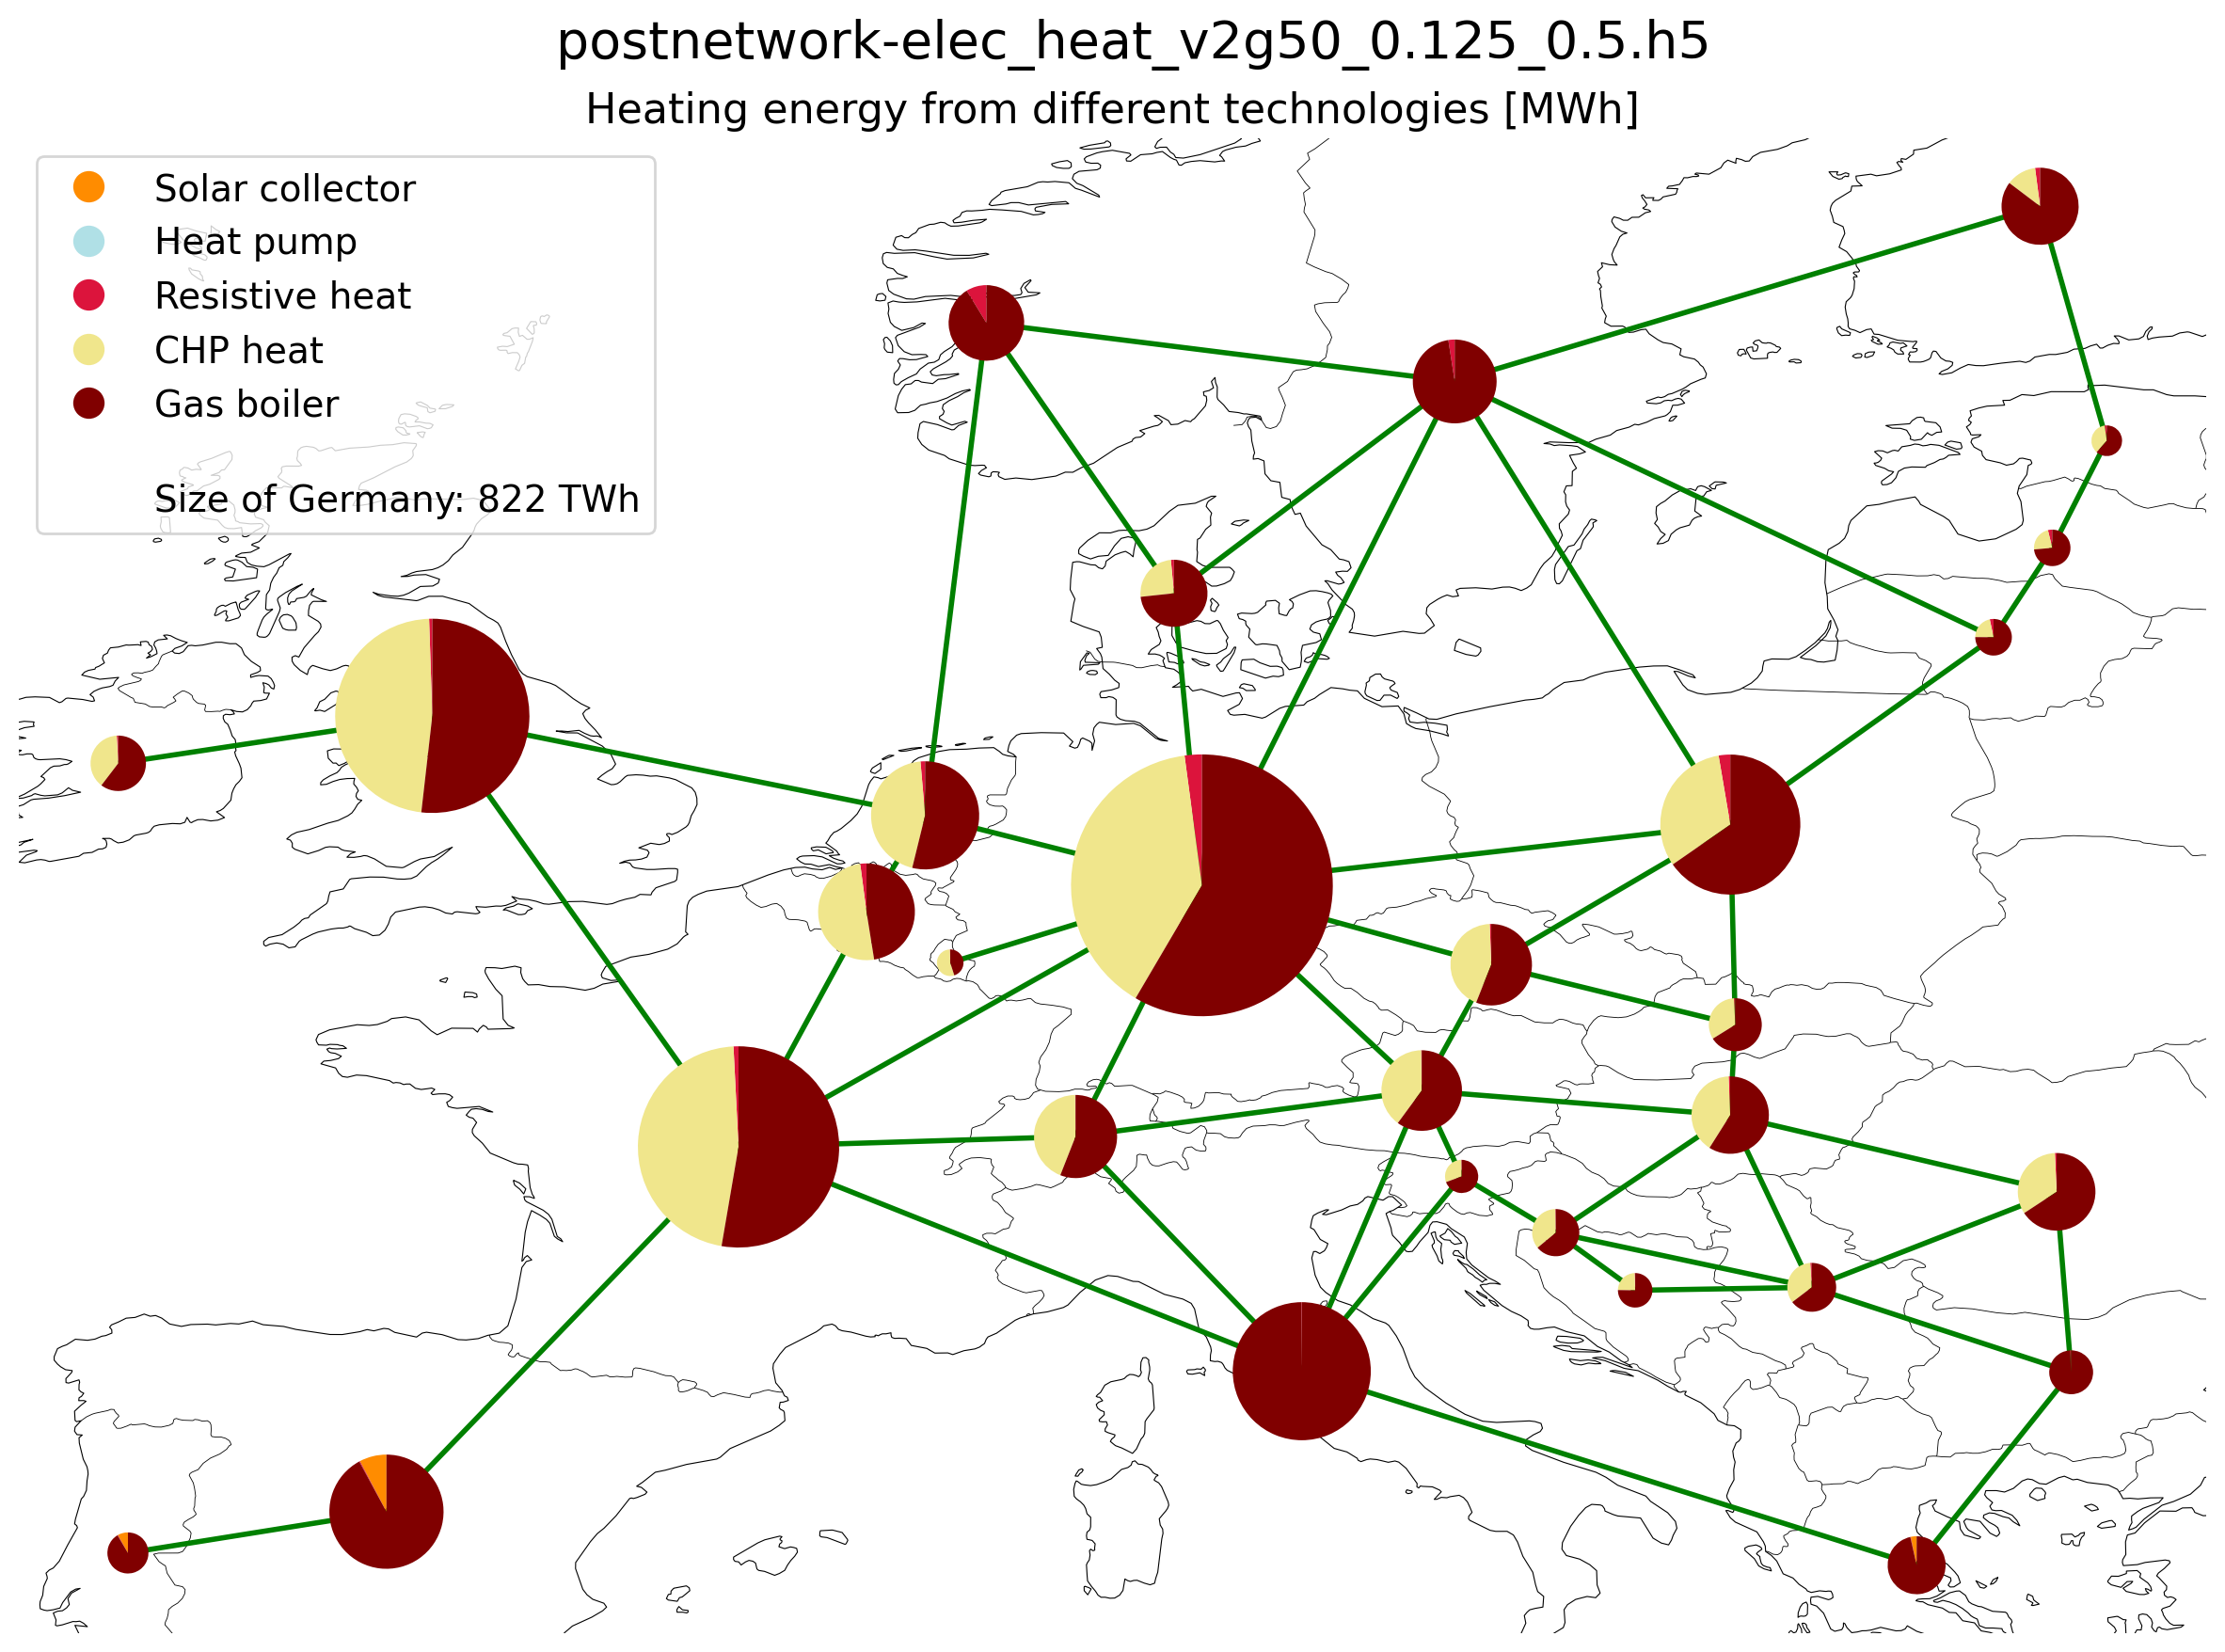 postnetwork-elec_heat_v2g50_0.125_0.5.h5
Heating energy from different technologies [MWh]
Solar collector
Heat pump
Resistive heat
CHP heat
Gas boiler
Size of Germany: 822 TWh